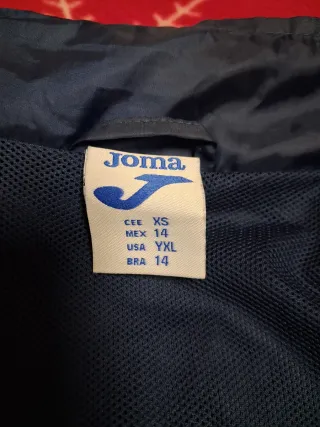 Joma
CEE XS
MEX 14
USA YXL
BRA 14